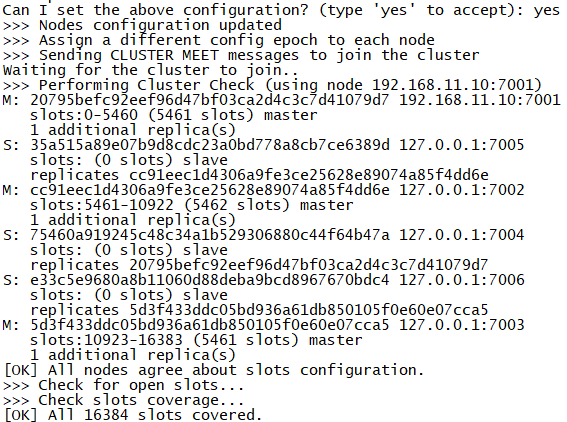 Can I set the above configuration? (type 'yes' to accept): yes
>>> Nodes configuration updated
>>> Assign a different config epoch to each node
>>> Sending CLUSTER MEET messages to join the cluster
Waiting for the cluster to join..
>>> Performing Cluster Check (using node 192.168.11.10:7001)
M: 20795befc92eef96d47bf03ca2d4c3c7d41079d7 192.168.11.10:7001
slots:0-5460 (5461 slots) master
1 additional replica(s)
S: 35a515a89e07b9d8cdc23a0bd778a8cb7ce6389d 127.0.0.1:7005
slots: (0 slots) slave
replicates cc91eec1d4306a9fe3ce25628e89074a85f4dd6e
M: cc91eec1d4306a9fe3ce25628e89074a85f4dd6e 127.0.0.1:7002
slots:5461-10922 (5462 slots) master
1 additional replica(s)
S: 75460a919245c48c34a1b529306880c44f64b47a 127.0.0.1:7004
slots: (0 slots) slave
replicates 20795befc92eef96d47bf03ca2d4c3c7d41079d7
S: e33c5e9680a8b11060d88deba9bcd8967670bdc4 127.0.0.1:7006
slots: (0 slots) slave
replicates 5d3f433ddc05bd936a61db850105f0e60e07cca5
M: 5d3f433ddc05bd936a61db850105f0e60e07cca5 127.0.0.1:7003
slots:10923-16383 (5461 slots) master
1 additional replica(s)
[OK] All nodes agree about slots configuration.
>>> Check for open slots...
>>> Check slots coverage...
[OK] All 16384 slots covered.